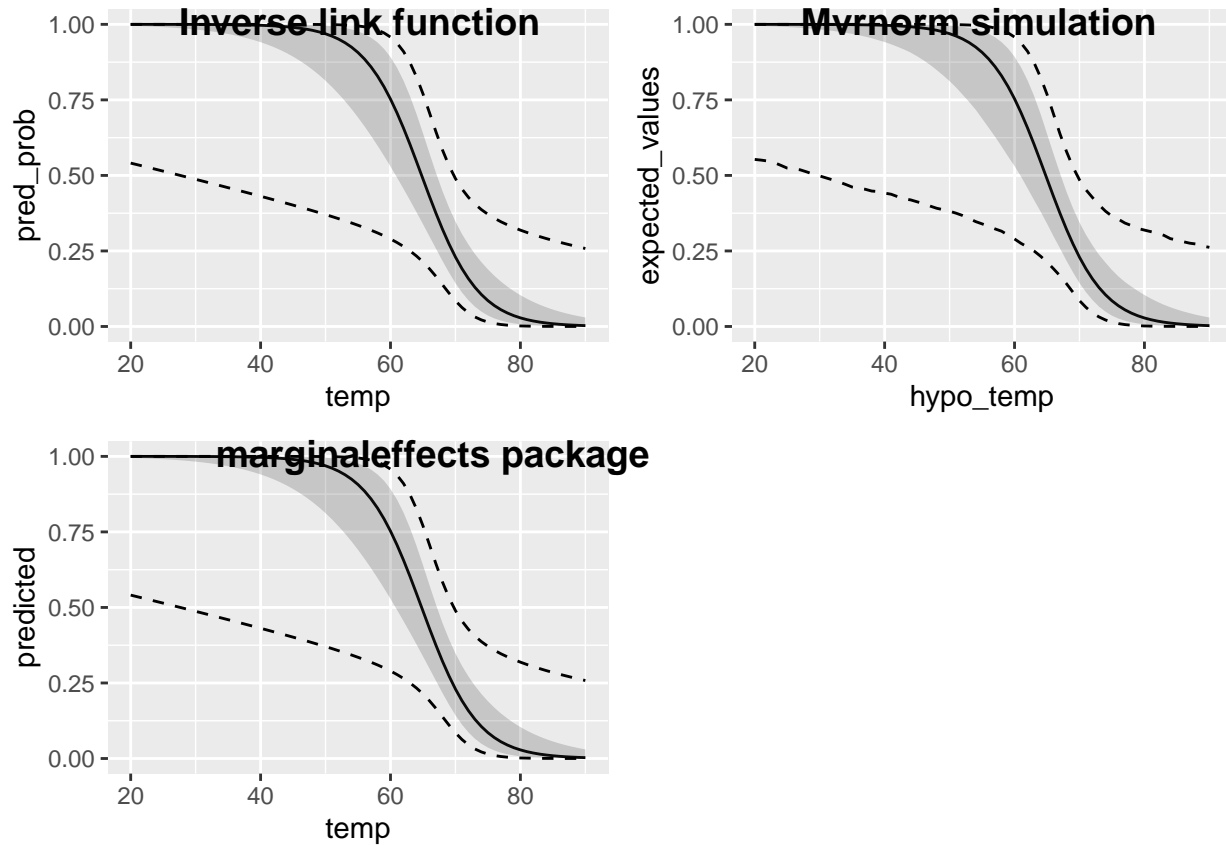 Inverse link function
1.00
0.75
0.50
0.25
0.00
pred_prob
20 40 60 80
temp
Mvrnorm simulation
1.00
0.75
0.50
0.25
0.00
expected_values
20 40 60 80
hypo_temp
marginaleffects package
1.00
0.75
0.50
0.25
0.00
predicted
20 40 60 80
temp